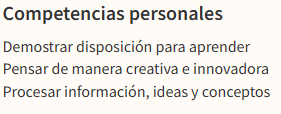 Competencias personales
Demostrar disposición para aprender
Pensar de manera creativa e innovadora
Procesar información, ideas y conceptos